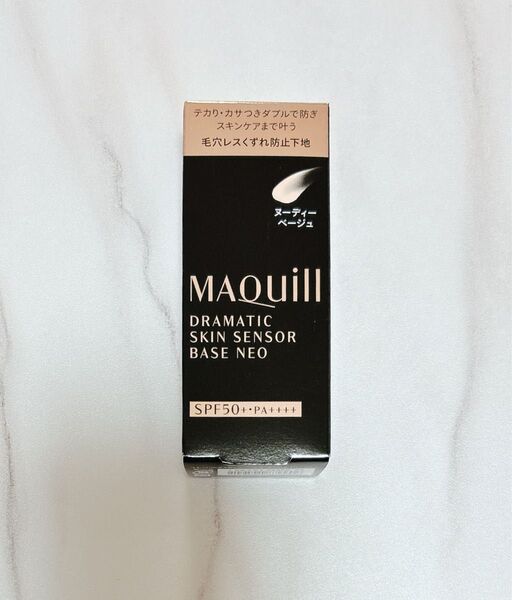 テカリ・カサつきダブルで防ぎ
スキンケアまで叶う
毛穴レスくずれ防止下地
ヌーディー
ベージュ
MAQuill
DRAMATIC
SKIN SENSOR
BASE NEO
SPF50+・PA++++